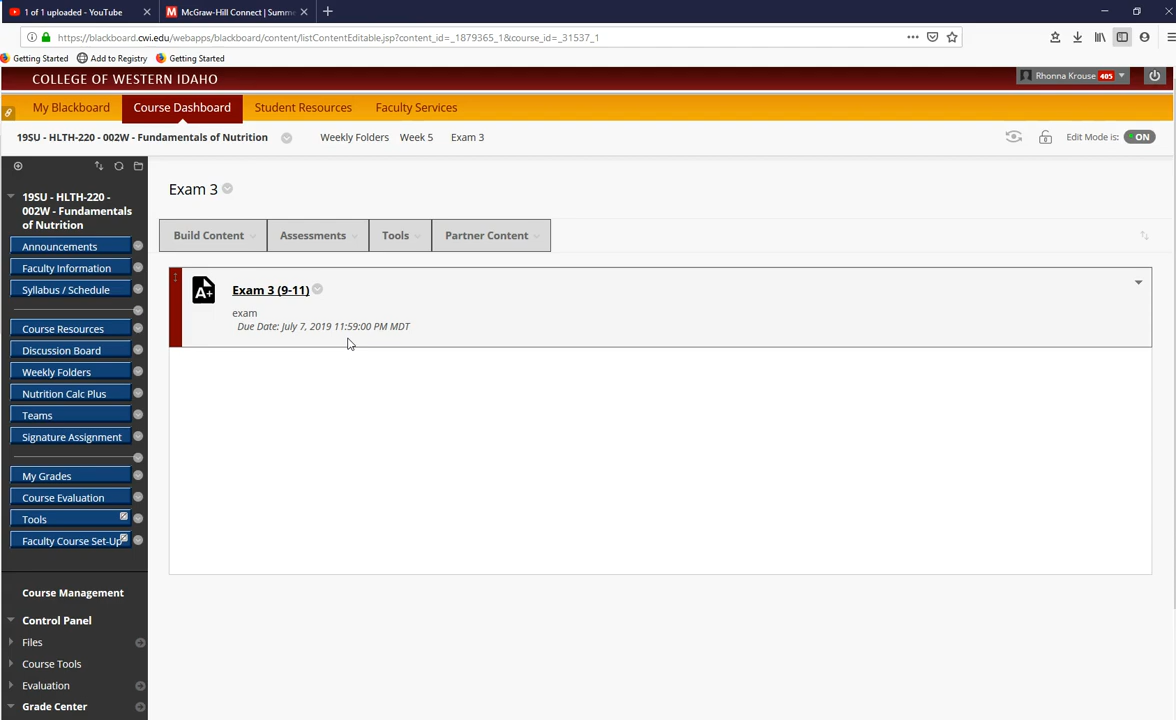 1 of 1 uploaded - YouTube
McGraw-Hill Connect | Summe
https://blackboard.cwi.edu/webapps/blackboard/content/listContentEditable.jsp?content_id=_1879365_1&course_id=_31537_1
Getting Started
Add to Registry
Getting Started
COLLEGE OF WESTERN IDAHO
Rhonna Krouse 405
My Blackboard
Course Dashboard
Student Resources
Faculty Services
19SU - HLTH-220 - 002W - Fundamentals of Nutrition
Weekly Folders
Week 5
Exam 3
Edit Mode is: ON
19SU - HLTH-220 -
002W - Fundamentals
of Nutrition
Announcements
Faculty Information
Syllabus / Schedule
Course Resources
Discussion Board
Weekly Folders
Nutrition Calc Plus
Teams
Signature Assignment
My Grades
Course Evaluation
Tools
Faculty Course Set-Up
Course Management
Control Panel
Files
Course Tools
Evaluation
Grade Center
Exam 3
Build Content
Assessments
Tools
Partner Content
A+
Exam 3 (9-11)
exam
Due Date: July 7, 2019 11:59:00 PM MDT